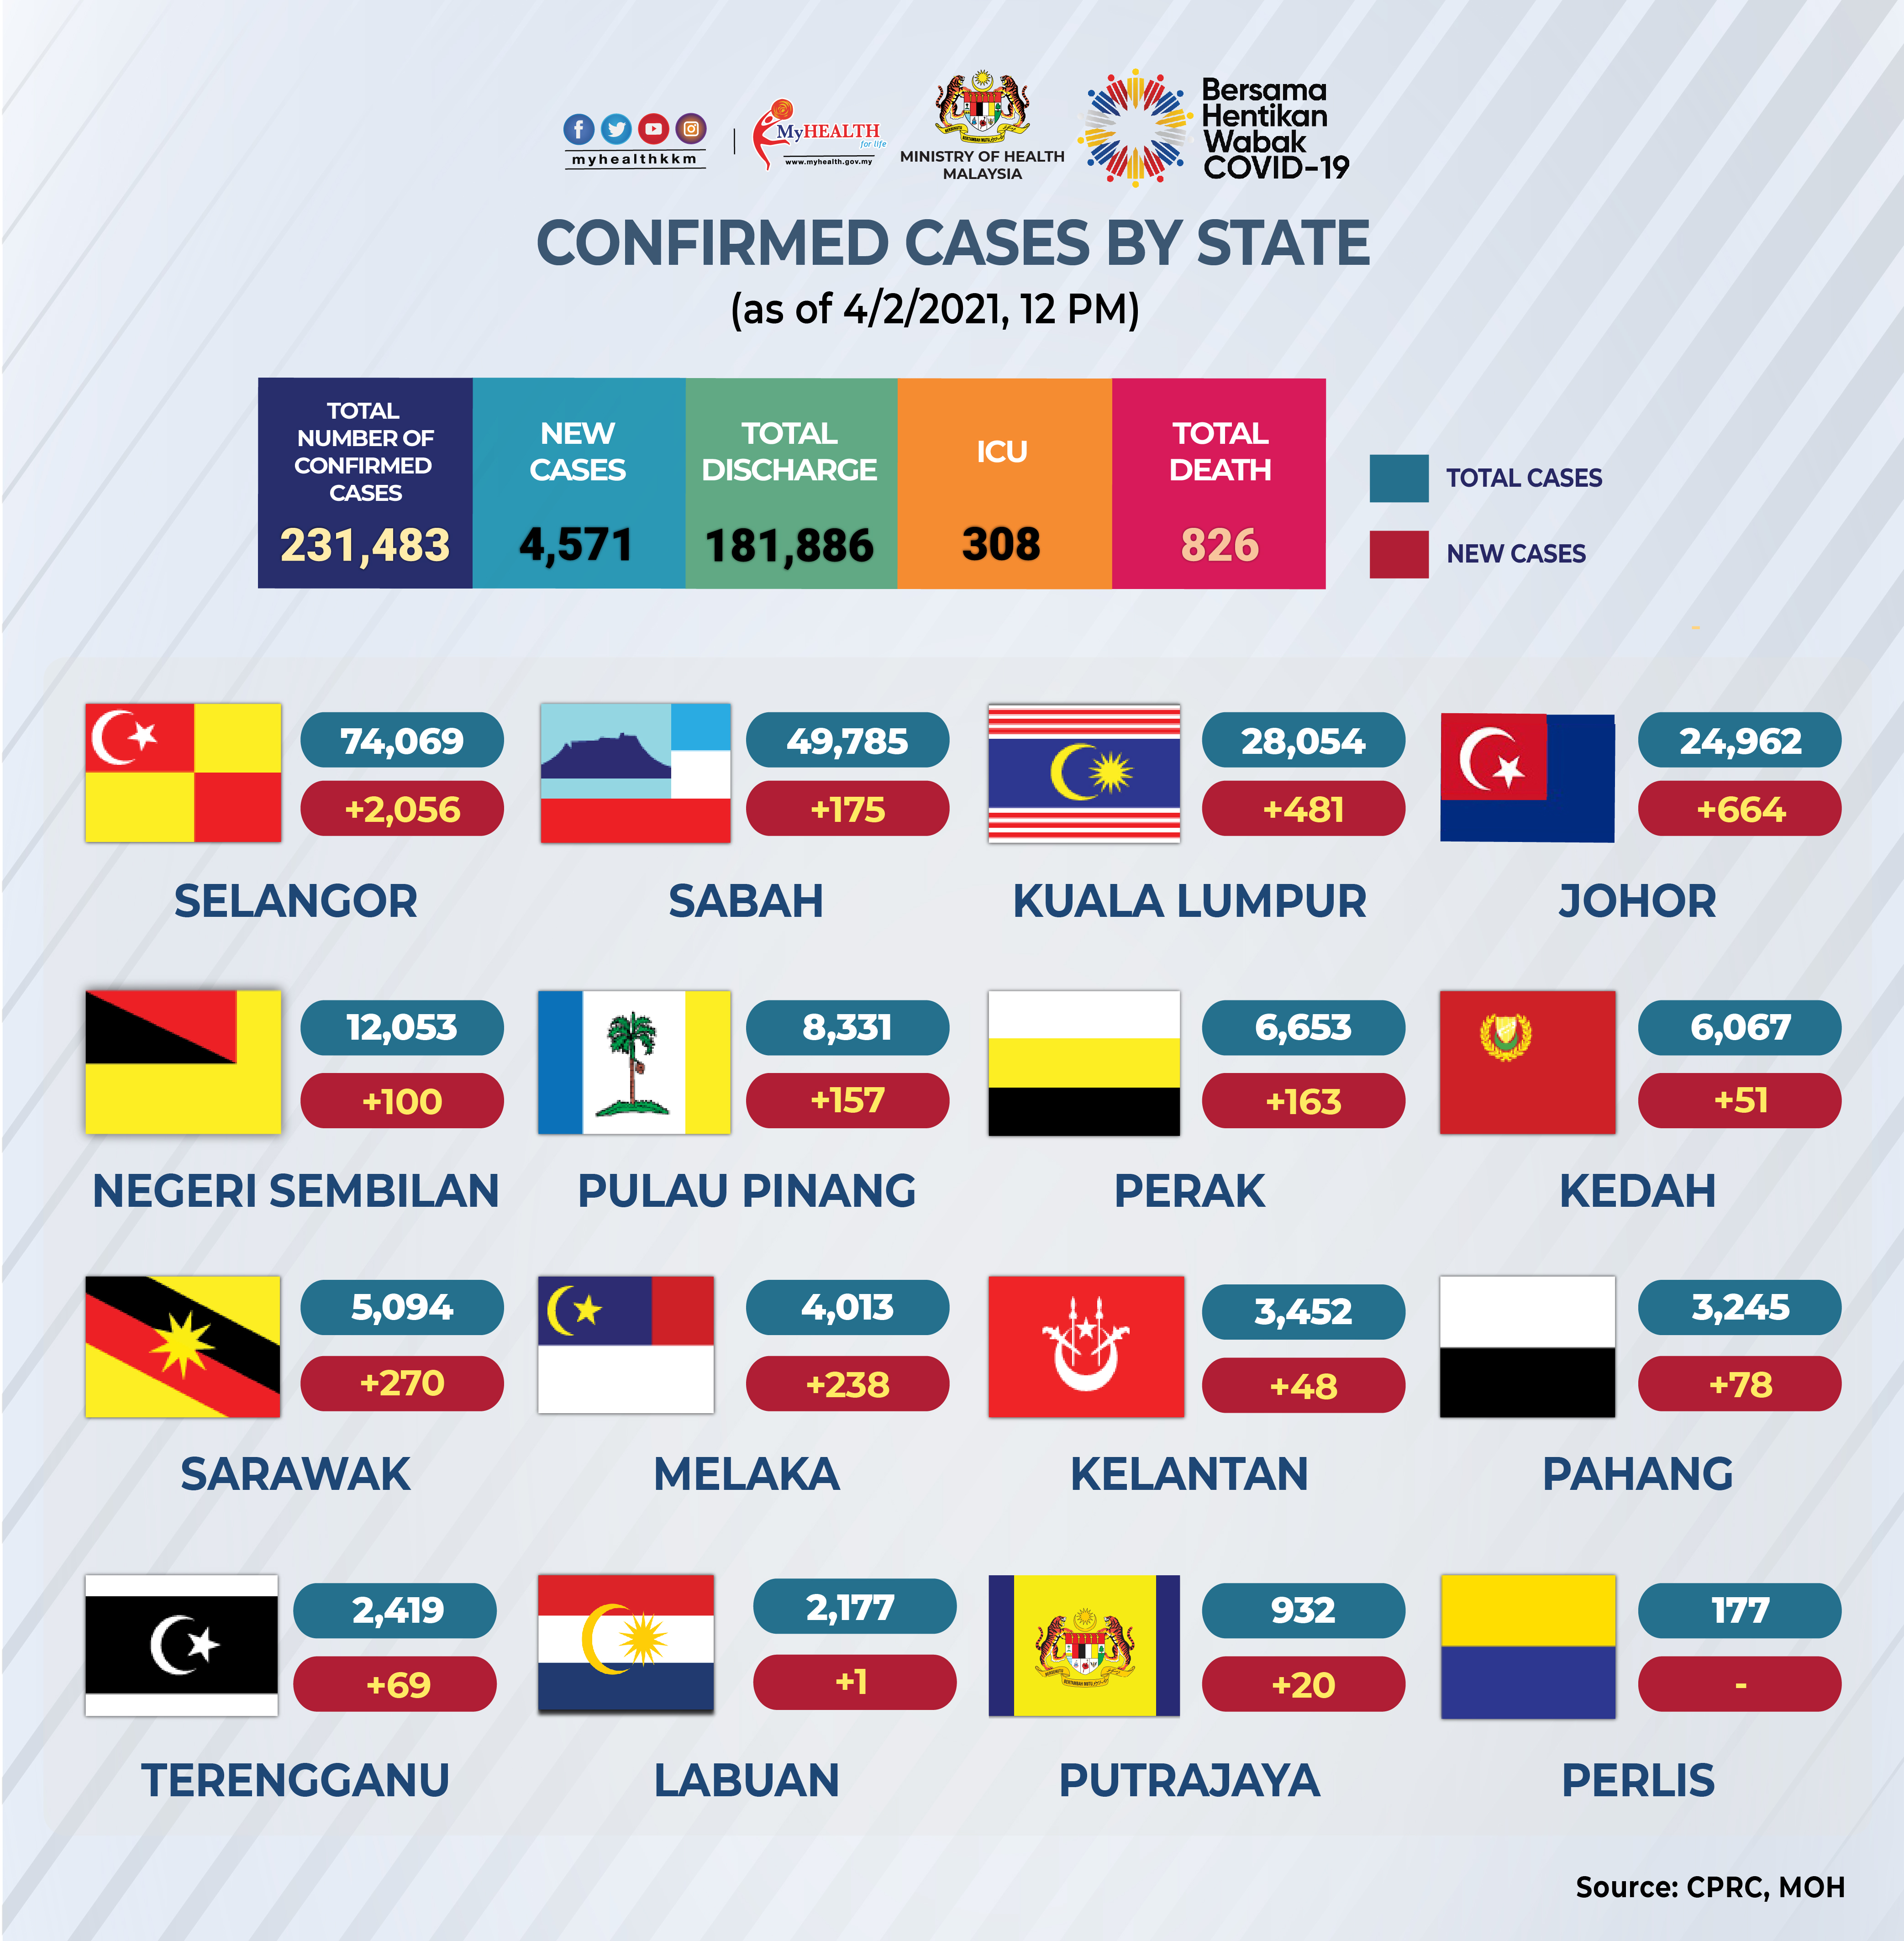 myhealthkkm
MyHEALTH
for life
www.myhealth.gov.my
MINISTRY OF HEALTH
MALAYSIA
Bersama
Hentikan
Wabak
COVID-19
CONFIRMED CASES BY STATE
(as of 4/2/2021, 12 PM)
TOTAL
NUMBER OF
CONFIRMED
CASES
231,483
NEW
CASES
4,571
TOTAL
DISCHARGE
181,886
ICU
308
TOTAL
DEATH
826
TOTAL CASES
NEW CASES
74,069
+2,056
SELANGOR
49,785
+175
SABAH
28,054
+481
KUALA LUMPUR
24,962
+664
JOHOR
12,053
+100
NEGERI SEMBILAN
8,331
+157
PULAU PINANG
6,653
+163
PERAK
6,067
+51
KEDAH
5,094
+270
SARAWAK
4,013
+238
MELAKA
3,452
+48
KELANTAN
3,245
+78
PAHANG
2,419
+69
TERENGGANU
2,177
+1
LABUAN
932
+20
PUTRAJAYA
177
-
PERLIS
Source: CPRC, MOH